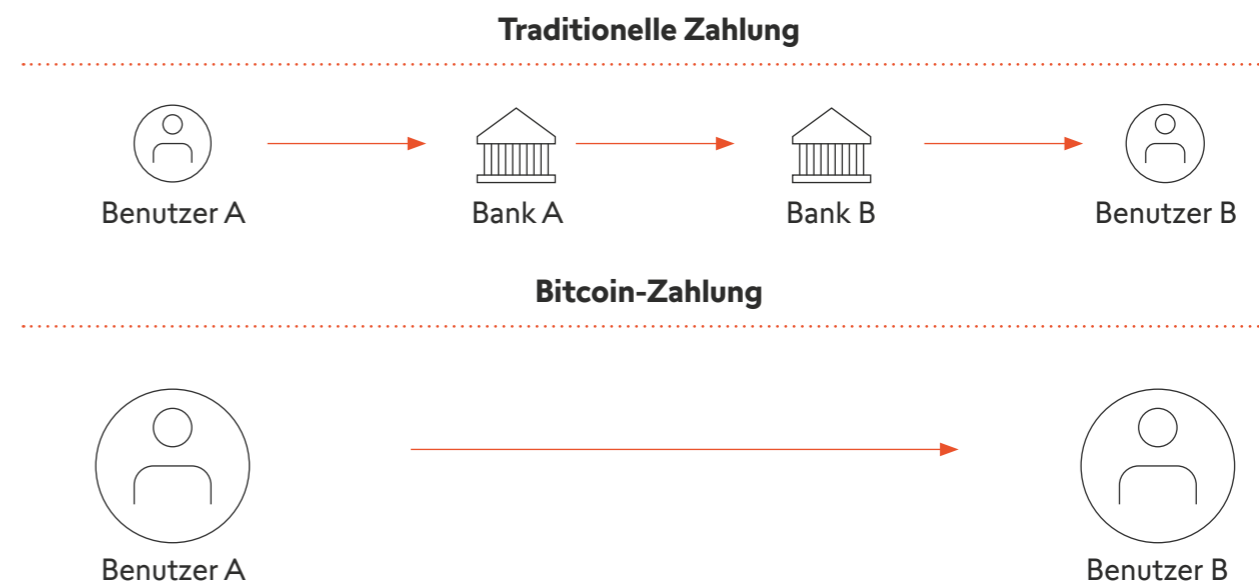 Traditionelle Zahlung
Benutzer A
Bank A
Bank B
Benutzer B
Bitcoin-Zahlung
Benutzer A
Benutzer B